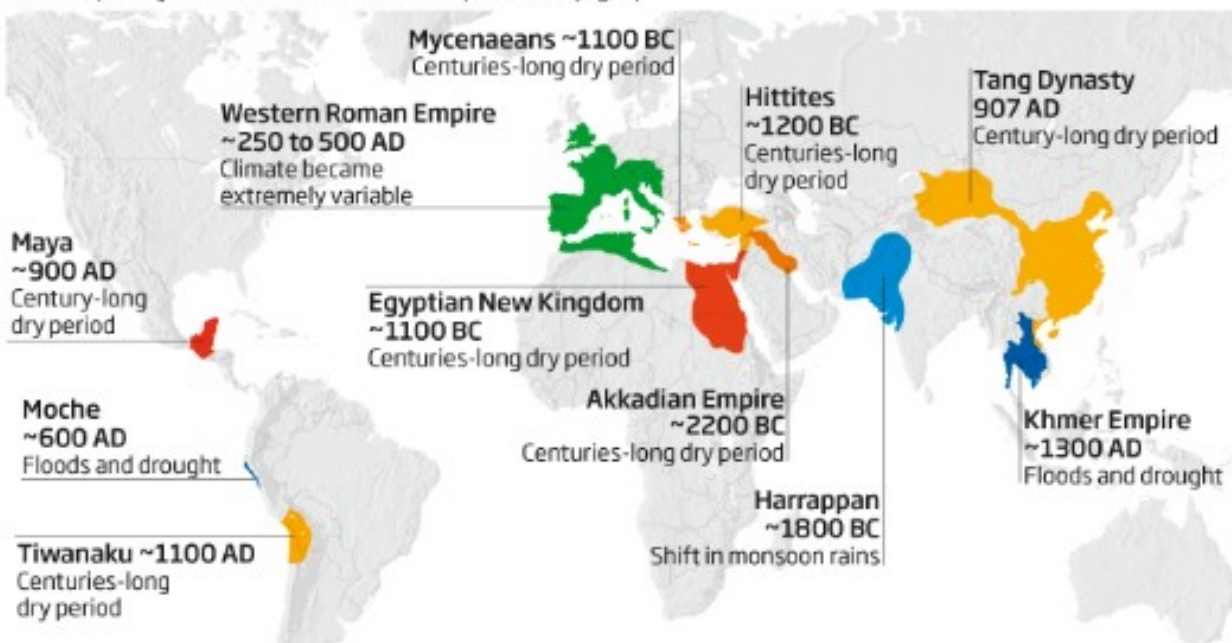 Mycenaeans ~1100 BC
Centuries-long dry period
Western Roman Empire
~250 to 500 AD
Climate became
extremely variable
Hittites
~1200 BC
Centuries-long
dry period
Tang Dynasty
907 AD
Century-long dry period
Maya
~900 AD
Century-long
dry period
Egyptian New Kingdom
~1100 BC
Centuries-long dry period
Moche
~600 AD
Floods and drought
Akkadian Empire
~2200 BC
Centuries-long dry period
Khmer Empire
~1300 AD
Floods and drought
Harrappan
~1800 BC
Shift in monsoon rains
Tiwanaku ~1100 AD
Centuries-long
dry period